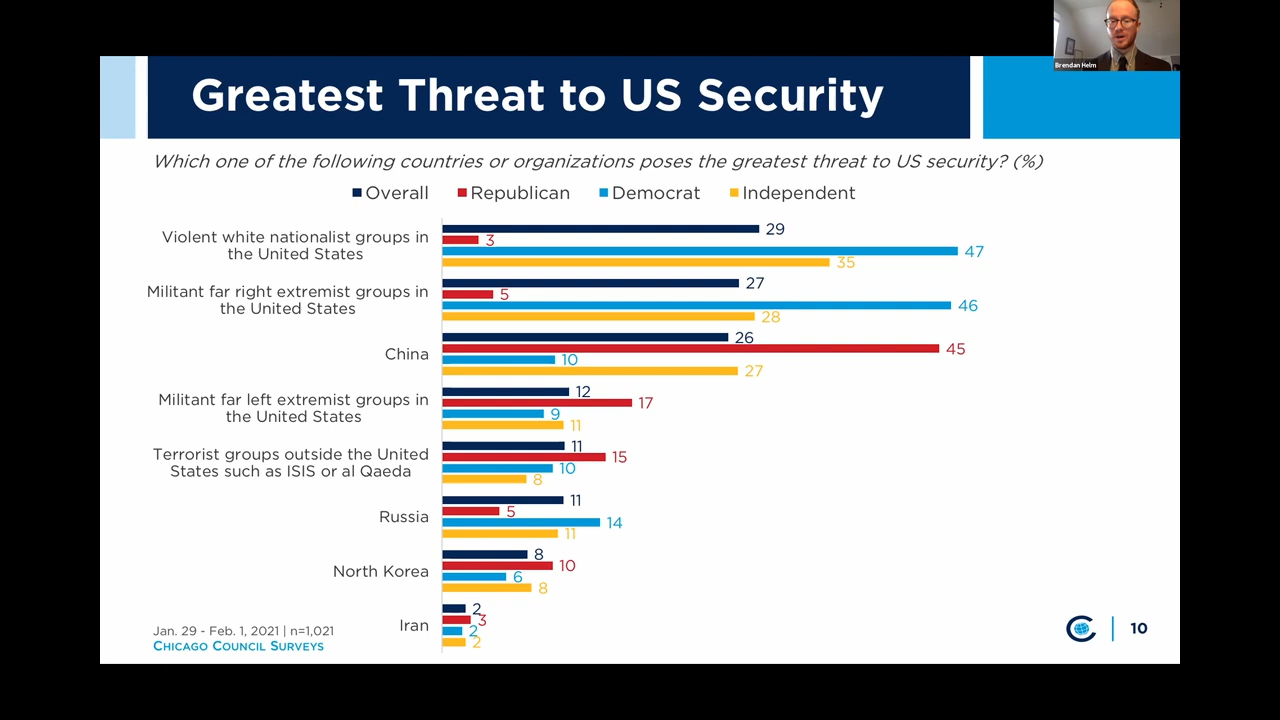 Brendan Helm
Greatest Threat to US Security
Which one of the following countries or organizations poses the greatest threat to US security? (%)
Overall Republican Democrat Independent
Violent white nationalist groups in
the United States
29
3
47
35
Militant far right extremist groups in
the United States
27
5
46
28
China
26
45
10
27
Militant far left extremist groups in
the United States
12
17
9
11
Terrorist groups outside the United
States such as ISIS or al Qaeda
11
15
10
8
Russia
11
5
14
11
North Korea
8
10
6
8
Iran
2
3
2
2
Jan. 29 - Feb. 1, 2021 | n=1,021
CHICAGO COUNCIL SURVEYS
10